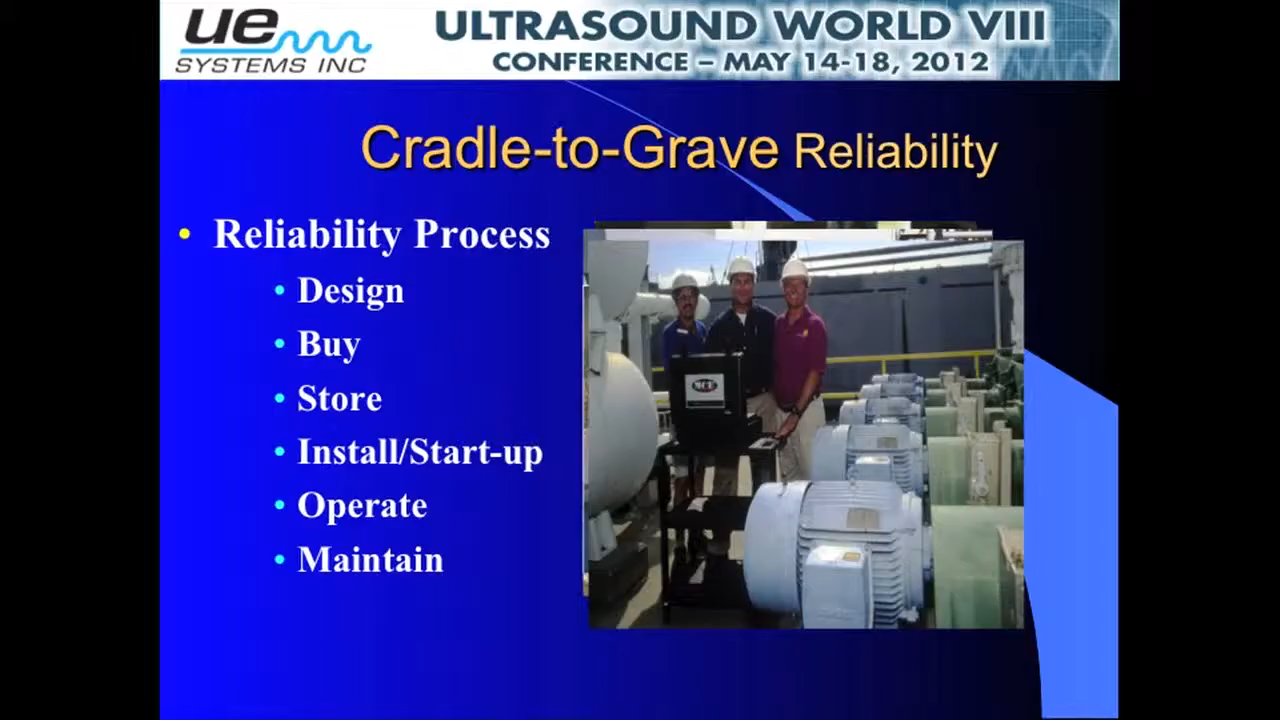 ue
SYSTEMS INC
ULTRASOUND WORLD VIII
CONFERENCE – MAY 14-18, 2012
Cradle-to-Grave Reliability
• Reliability Process
• Design
• Buy
• Store
• Install/Start-up
• Operate
• Maintain
MCE